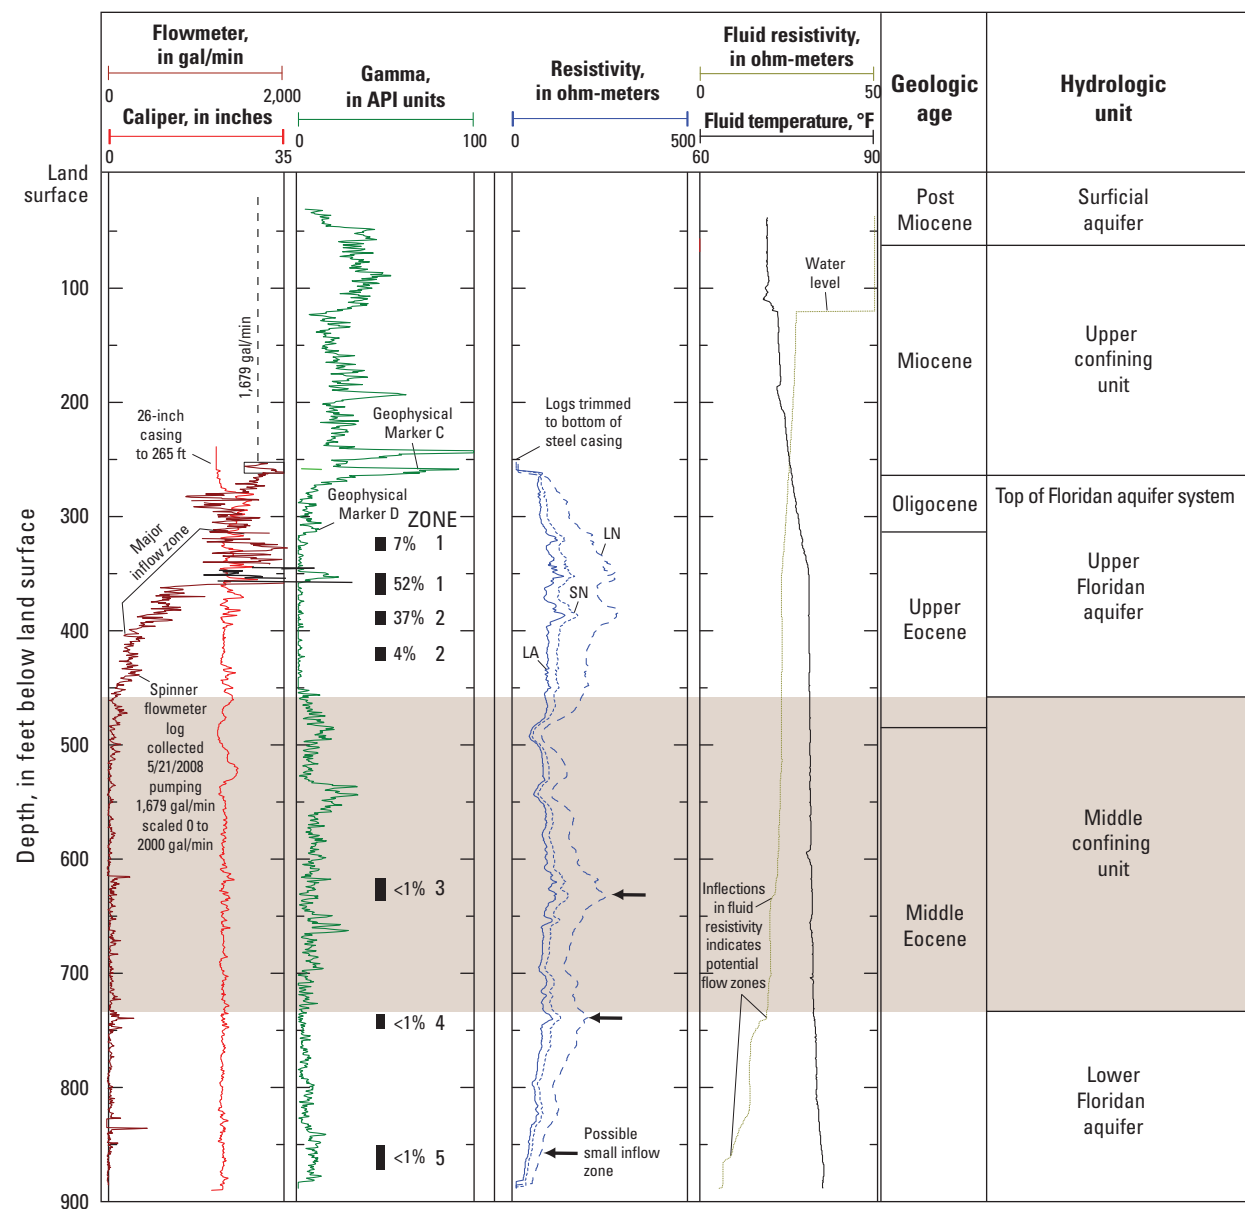 Flowmeter,
in gal/min
0
2,000
Caliper, in inches
0
35
Gamma,
in API units
0
100
Resistivity,
in ohm-meters
0
500
Fluid resistivity,
in ohm-meters
0
50
Fluid temperature, °F
60
90
Geologic
age
Hydrologic
unit
Land
surface
100
200
300
400
500
600
700
800
900
Depth, in feet below land surface
1,679 gal/min
26-inch
casing
to 265 ft
Major
inflow zone
Spinner
flowmeter
log
collected
5/21/2008
pumping
1,679 gal/min
scaled 0 to
2000 gal/min
Geophysical
Marker C
Geophysical
Marker D
ZONE
7% 1
52% 1
37% 2
4% 2
<1% 3
<1% 4
<1% 5
Logs trimmed
to bottom of
steel casing
LN
SN
LA
Possible
small inflow
zone
Water
level
Inflections
in fluid
resistivity
indicates
potential
flow zones
Post
Miocene
Miocene
Oligocene
Upper
Eocene
Middle
Eocene
Surficial
aquifer
Upper
confining
unit
Top of Floridan aquifer system
Upper
Floridan
aquifer
Middle
confining
unit
Lower
Floridan
aquifer